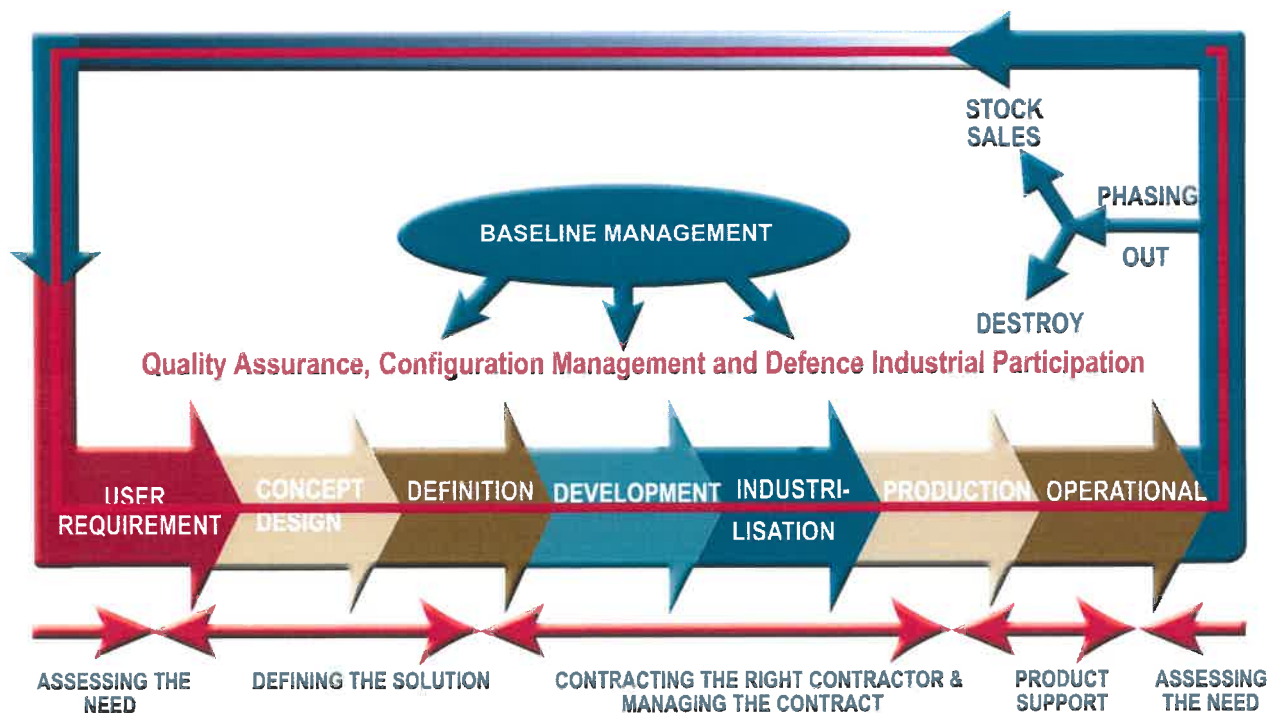 STOCK
SALES
PHASING
OUT
BASELINE MANAGEMENT
DESTROY
Quality Assurance, Configuration Management and Defence Industrial Participation
USER
REQUIREMENT
CONCEPT
DESIGN
DEFINITION
DEVELOPMENT
INDUSTRI-
LISATION
PRODUCTION
OPERATIONAL
ASSESSING THE
NEED
DEFINING THE SOLUTION
CONTRACTING THE RIGHT CONTRACTOR &
MANAGING THE CONTRACT
PRODUCT
SUPPORT
ASSESSING
THE NEED